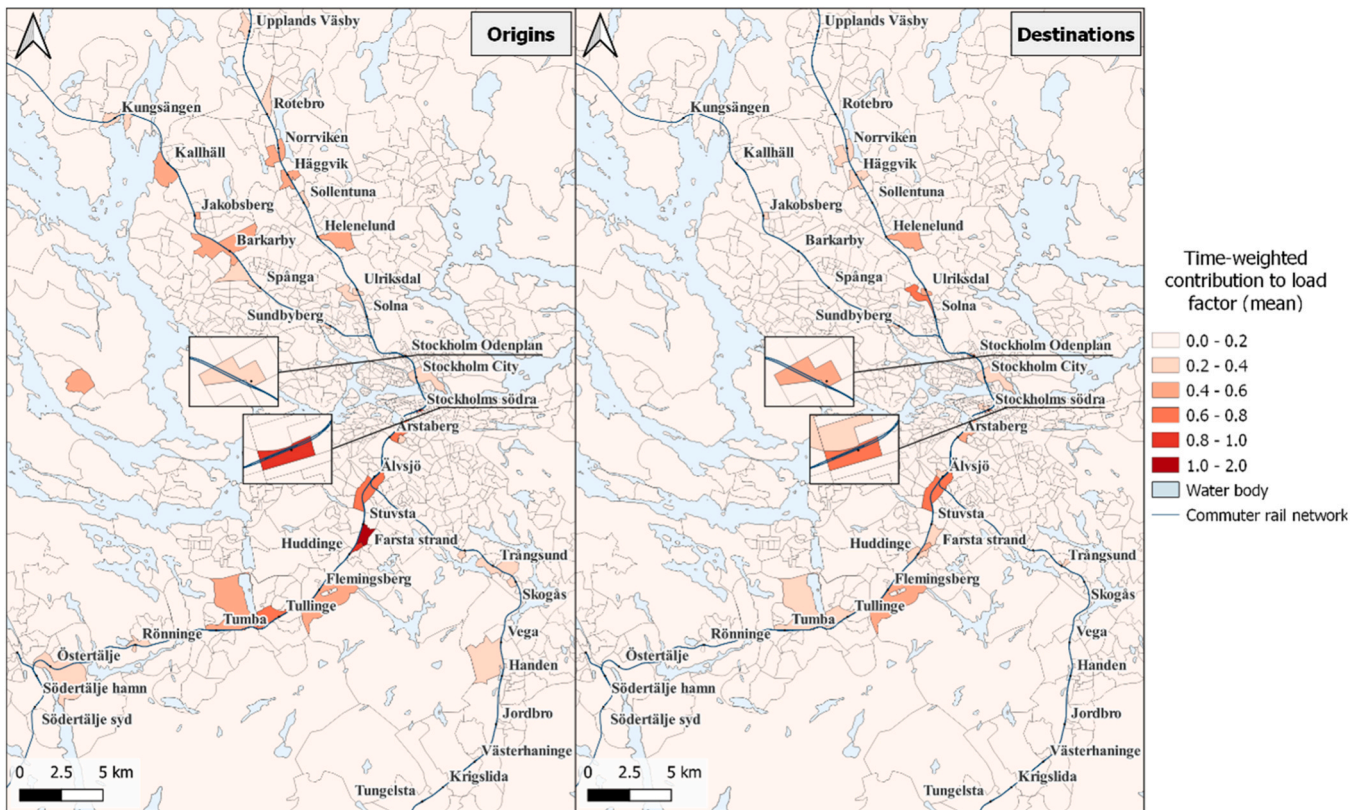 Upplands Väsby
Origins
Kungsängen
Rotebro
Norrviken
Kallhäll
Häggvik
Sollentuna
Jakobsberg
Helenelund
Barkarby
Spånga
Ulriksdal
Solna
Sundbyberg
Stockholm Odenplan
Stockholm City
Stockholms södra
Årstaberg
Älvsjö
Stuvsta
Huddinge
Farsta strand
Trångsund
Flemingsberg
Skogås
Tullinge
Tumba
Rönninge
Vega
Östertälje
Handen
Södertälje hamn
Södertälje syd
Jordbro
Västerhaninge
0 2.5 5 km
Krigslida
Tungelsta
Upplands Väsby
Destinations
Kungsängen
Rotebro
Norrviken
Kallhäll
Häggvik
Sollentuna
Jakobsberg
Helenelund
Barkarby
Spånga
Ulriksdal
Solna
Sundbyberg
Stockholm Odenplan
Stockholm City
Stockholms södra
Årstaberg
Älvsjö
Stuvsta
Huddinge
Farsta strand
Trångsund
Flemingsberg
Skogås
Tullinge
Tumba
Rönninge
Vega
Östertälje
Handen
Södertälje hamn
Södertälje syd
Jordbro
Västerhaninge
0 2.5 5 km
Krigslida
Tungelsta
Time-weighted
contribution to load
factor (mean)
0.0 - 0.2
0.2 - 0.4
0.4 - 0.6
0.6 - 0.8
0.8 - 1.0
1.0 - 2.0
Water body
Commuter rail network